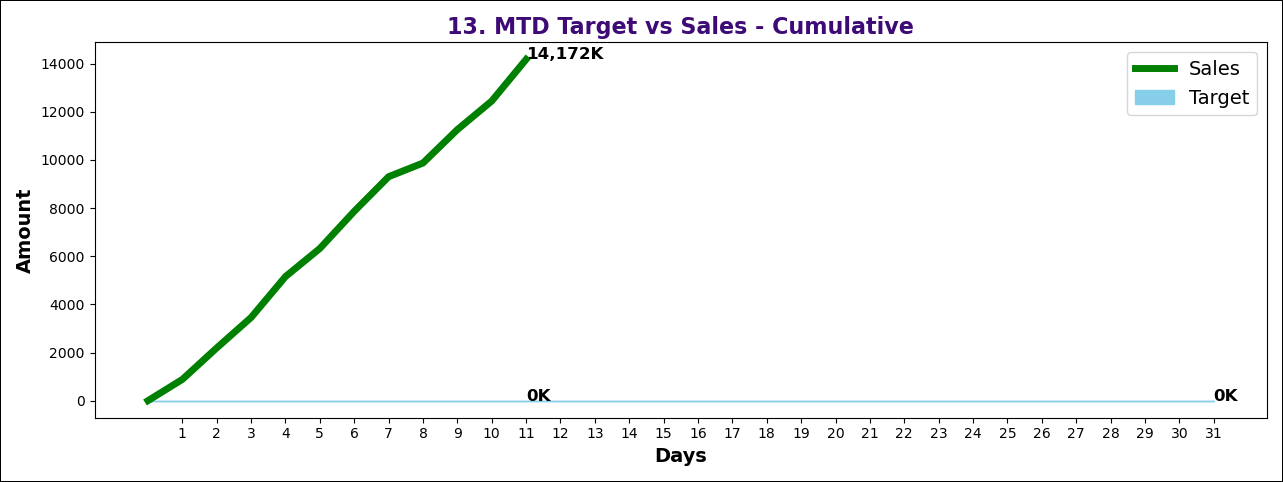 13. MTD Target vs Sales - Cumulative
14,172K
Sales
Target
14000
12000
10000
8000
6000
4000
2000
0
Amount
0K
0K
1 2 3 4 5 6 7 8 9 10 11 12 13 14 15 16 17 18 19 20 21 22 23 24 25 26 27 28 29 30 31
Days